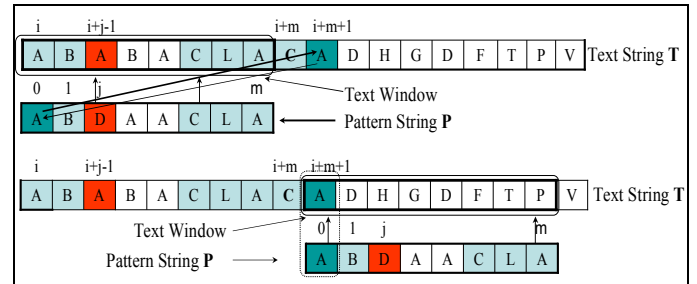 i i+j-1 i+m i+m+1
A B A B A C L A C A D H G D F T P V Text String T
0 1 j m Text Window
A B D A A C L A Pattern String P
i i+j-1 i+m i+m+1
A B A B A C L A C A D H G D F T P V Text String T
Text Window 0 1 j m
Pattern String P A B D A A C L A